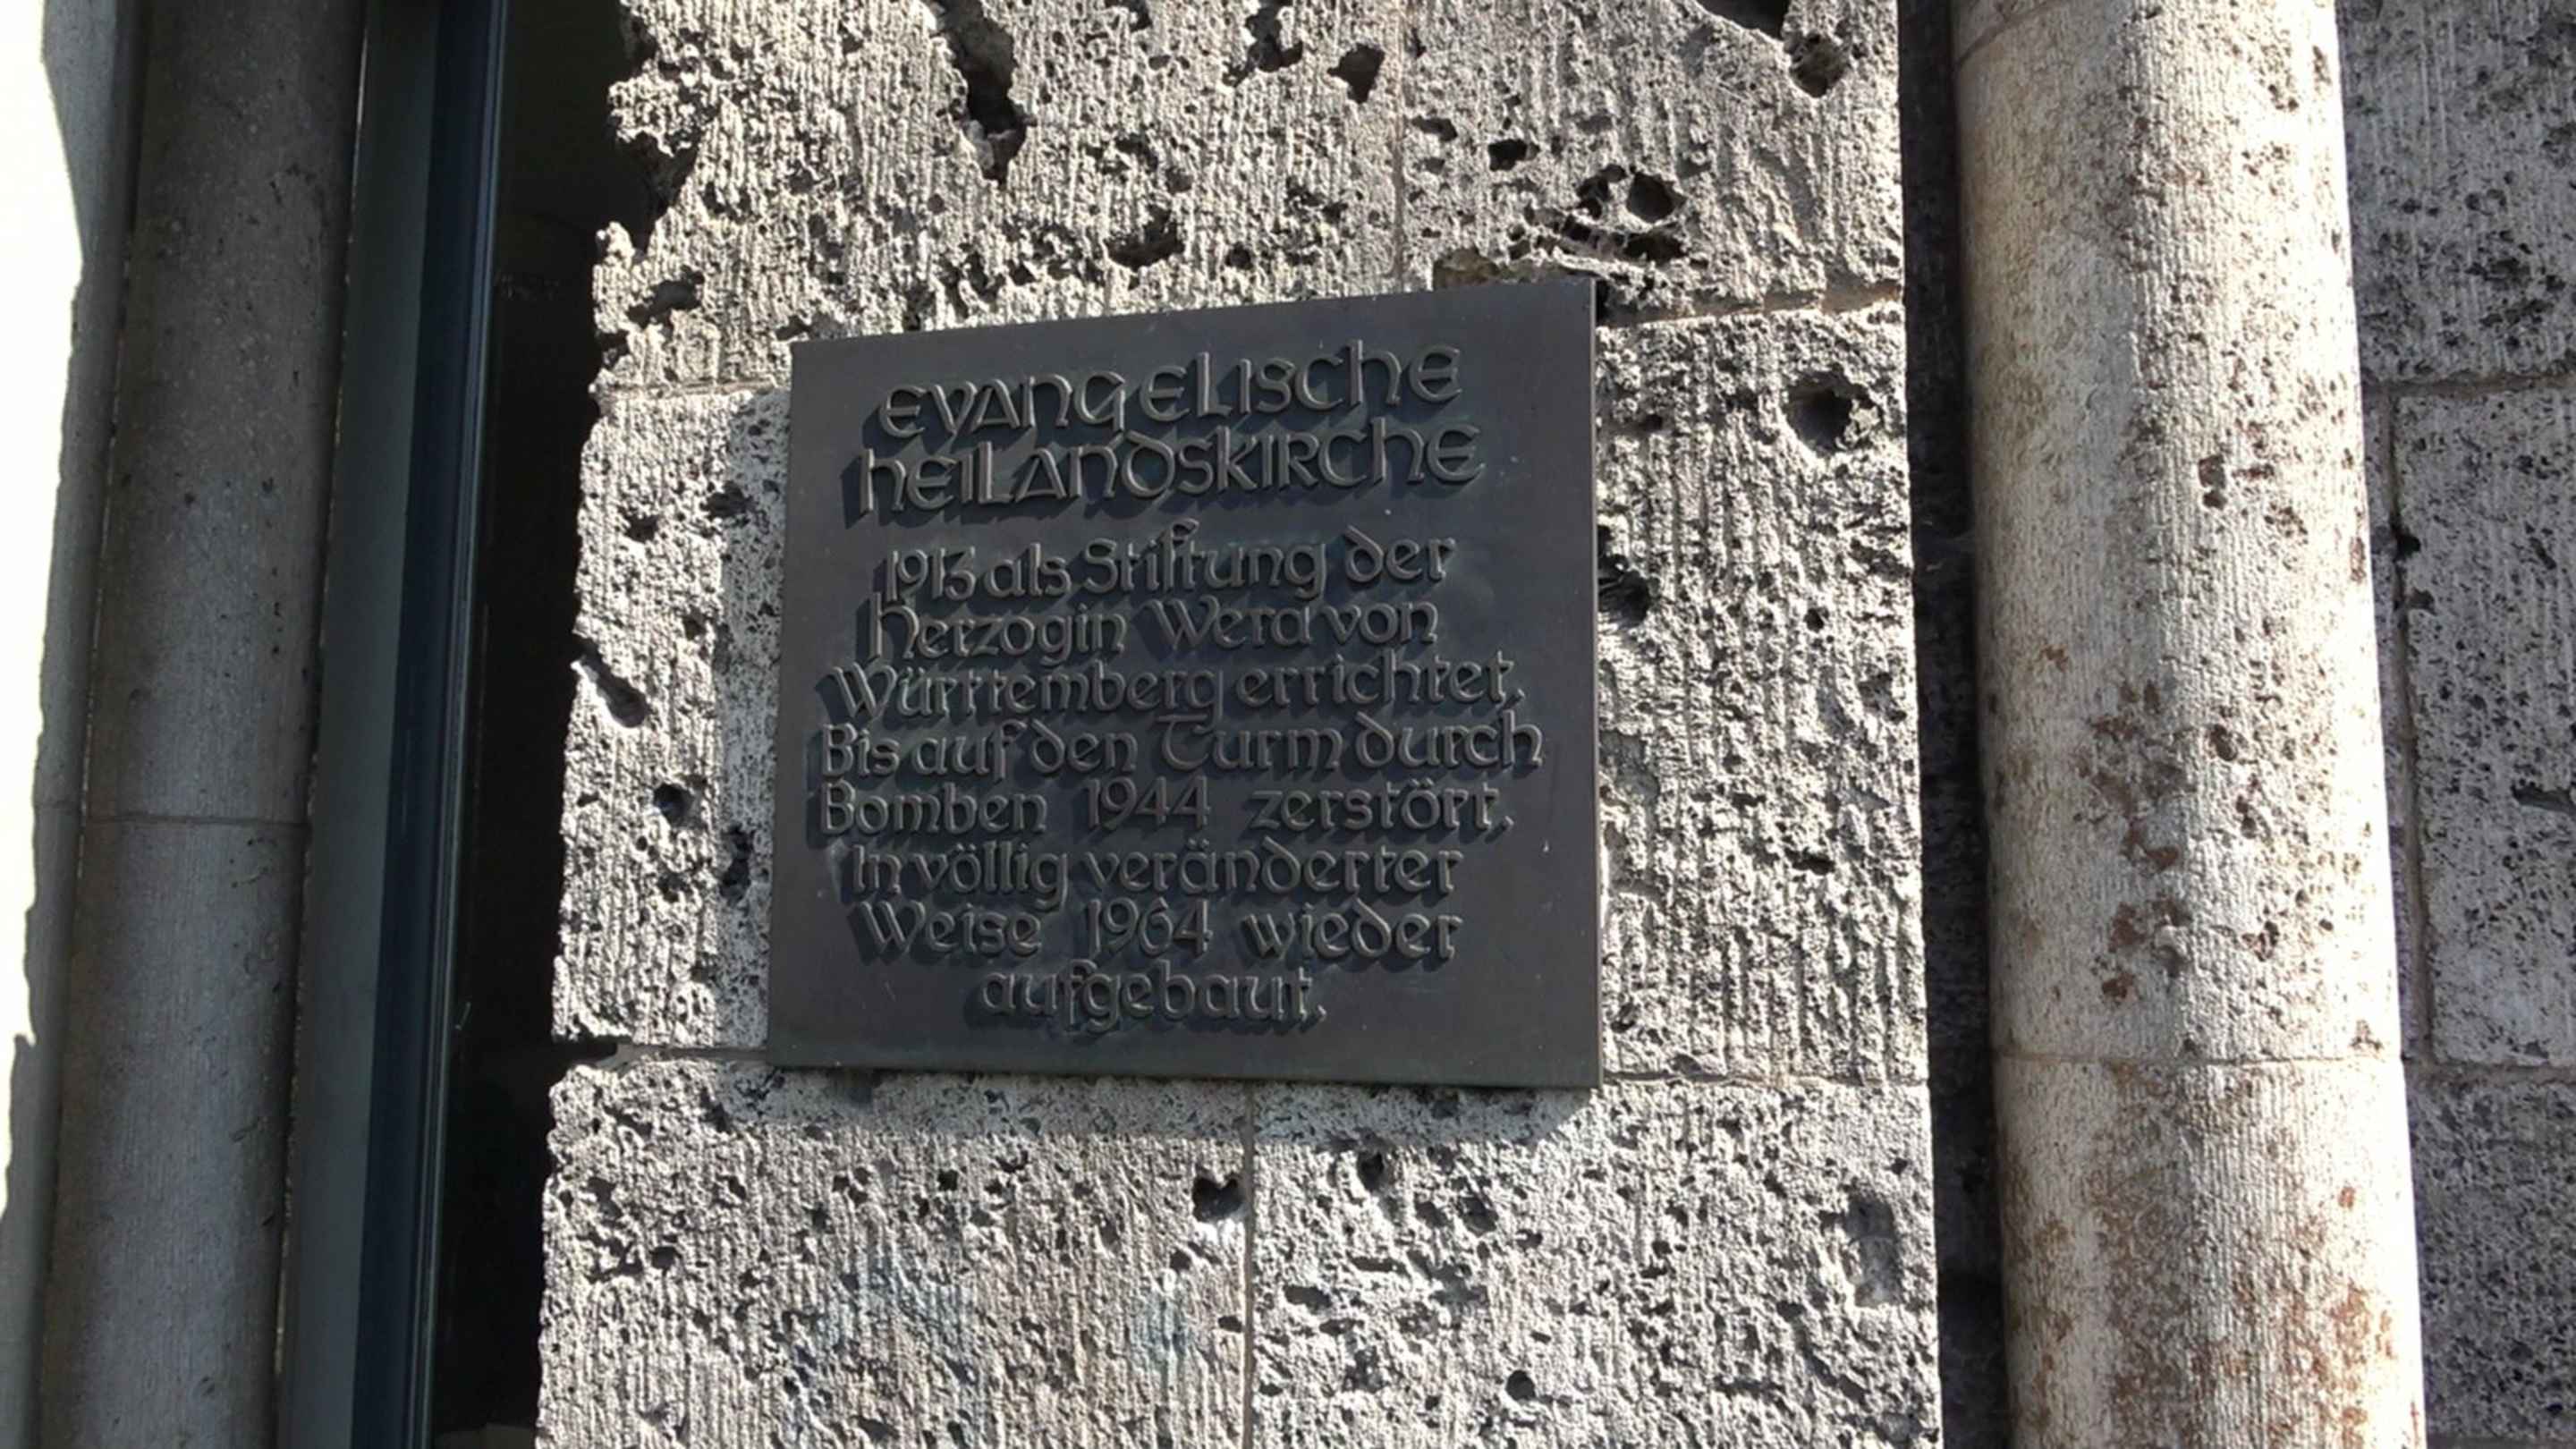 EVANGELISCHE
HEILANDSKIRCHE
1913 als Stiftung der
Herzogin Wera von
Württemberg errichtet.
Bis auf den Turm durch
Bomben 1944 zerstört.
In völlig veränderter
Weise 1964 wieder
aufgebaut.